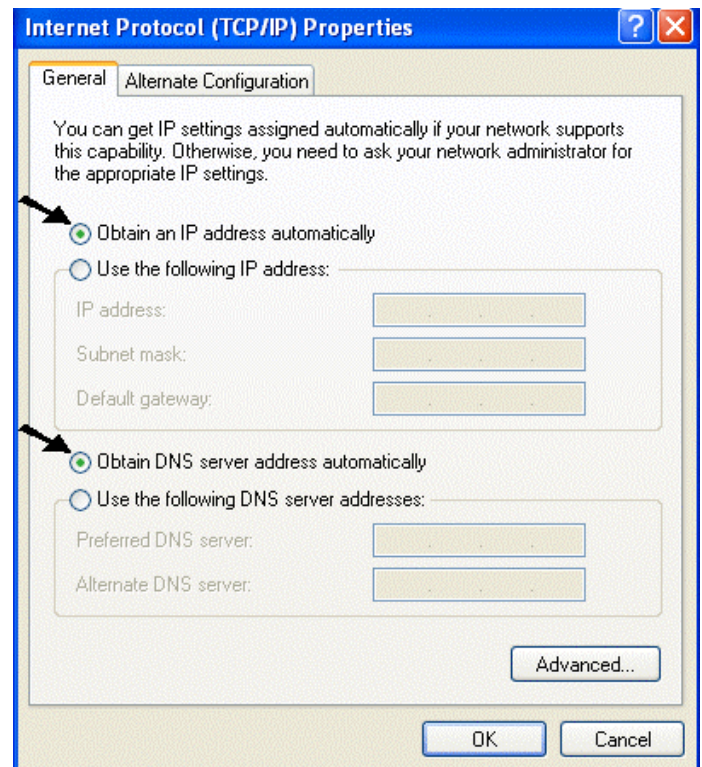 Internet Protocol (TCP/IP) Properties
General
Alternate Configuration
You can get IP settings assigned automatically if your network supports
this capability. Otherwise, you need to ask your network administrator for
the appropriate IP settings.
Obtain an IP address automatically
Use the following IP address:
IP address:
Subnet mask:
Default gateway:
Obtain DNS server address automatically
Use the following DNS server addresses:
Preferred DNS server:
Alternate DNS server:
Advanced...
OK
Cancel